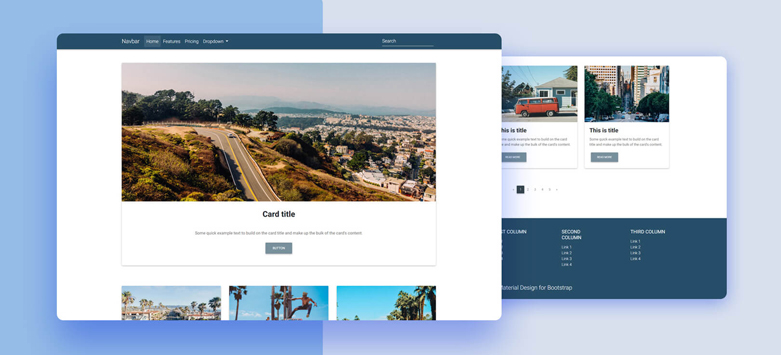 Navbar Home Features Pricing Dropdown Search
Card title
Some quick example text to build on the card title and make up the bulk of the card's content.
BUTTON
his is title
e quick example text to build on the card
nd make up the bulk of the card's content.
READ MORE
This is title
Some quick example text to build on the card
title and make up the bulk of the card's content.
READ MORE
« 1 2 3 4 5 »
ST COLUMN
SECOND
COLUMN
Link 1
Link 2
Link 3
Link 4
THIRD COLUMN
Link 1
Link 2
Link 3
Link 4
Material Design for Bootstrap